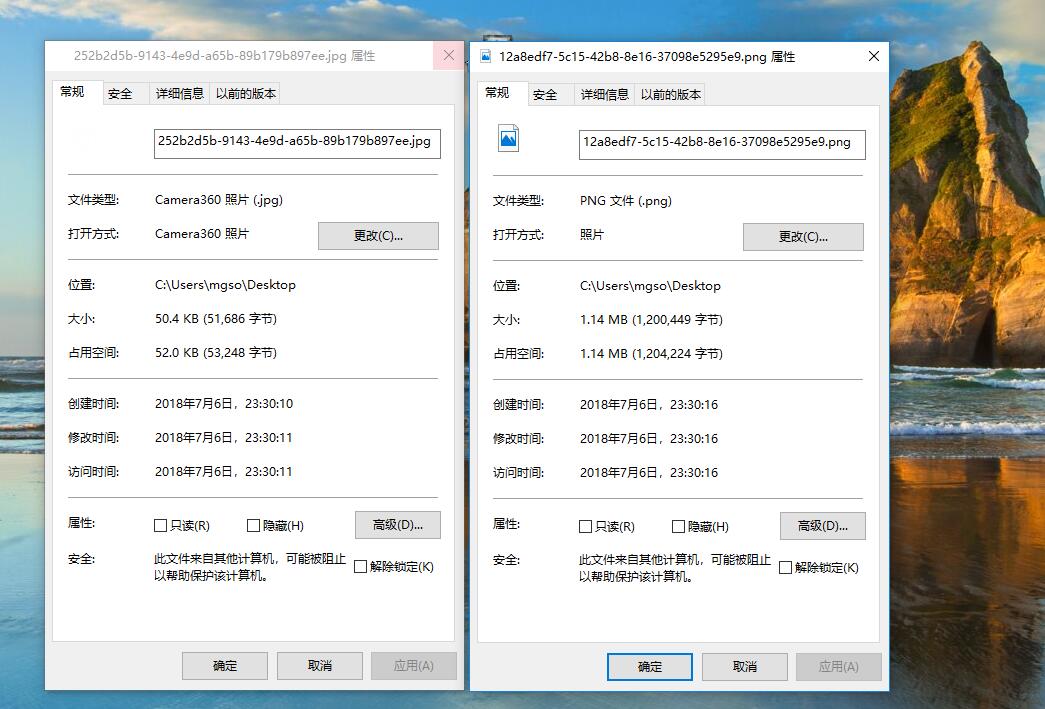 252b2d5b-9143-4e9d-a65b-89b179b897ee.jpg 属性
常规 安全 详细信息 以前的版本
252b2d5b-9143-4e9d-a65b-89b179b897ee.jpg
文件类型: Camera360 照片 (.jpg)
打开方式: Camera360 照片 更改(C)...
位置: C:\Users\mgso\Desktop
大小: 50.4 KB (51,686 字节)
占用空间: 52.0 KB (53,248 字节)
创建时间: 2018年7月6日，23:30:10
修改时间: 2018年7月6日，23:30:11
访问时间: 2018年7月6日，23:30:11
属性: 只读(R) 隐藏(H) 高级(D)...
安全: 此文件来自其他计算机，可能被阻止
以帮助保护该计算机。 解除锁定(K)
确定 取消 应用(A)
12a8edf7-5c15-42b8-8e16-37098e5295e9.png 属性
常规 安全 详细信息 以前的版本
12a8edf7-5c15-42b8-8e16-37098e5295e9.png
文件类型: PNG 文件 (.png)
打开方式: 照片 更改(C)...
位置: C:\Users\mgso\Desktop
大小: 1.14 MB (1,200,449 字节)
占用空间: 1.14 MB (1,204,224 字节)
创建时间: 2018年7月6日，23:30:16
修改时间: 2018年7月6日，23:30:16
访问时间: 2018年7月6日，23:30:16
属性: 只读(R) 隐藏(H) 高级(D)...
安全: 此文件来自其他计算机，可能被阻止
以帮助保护该计算机。 解除锁定(K)
确定 取消 应用(A)